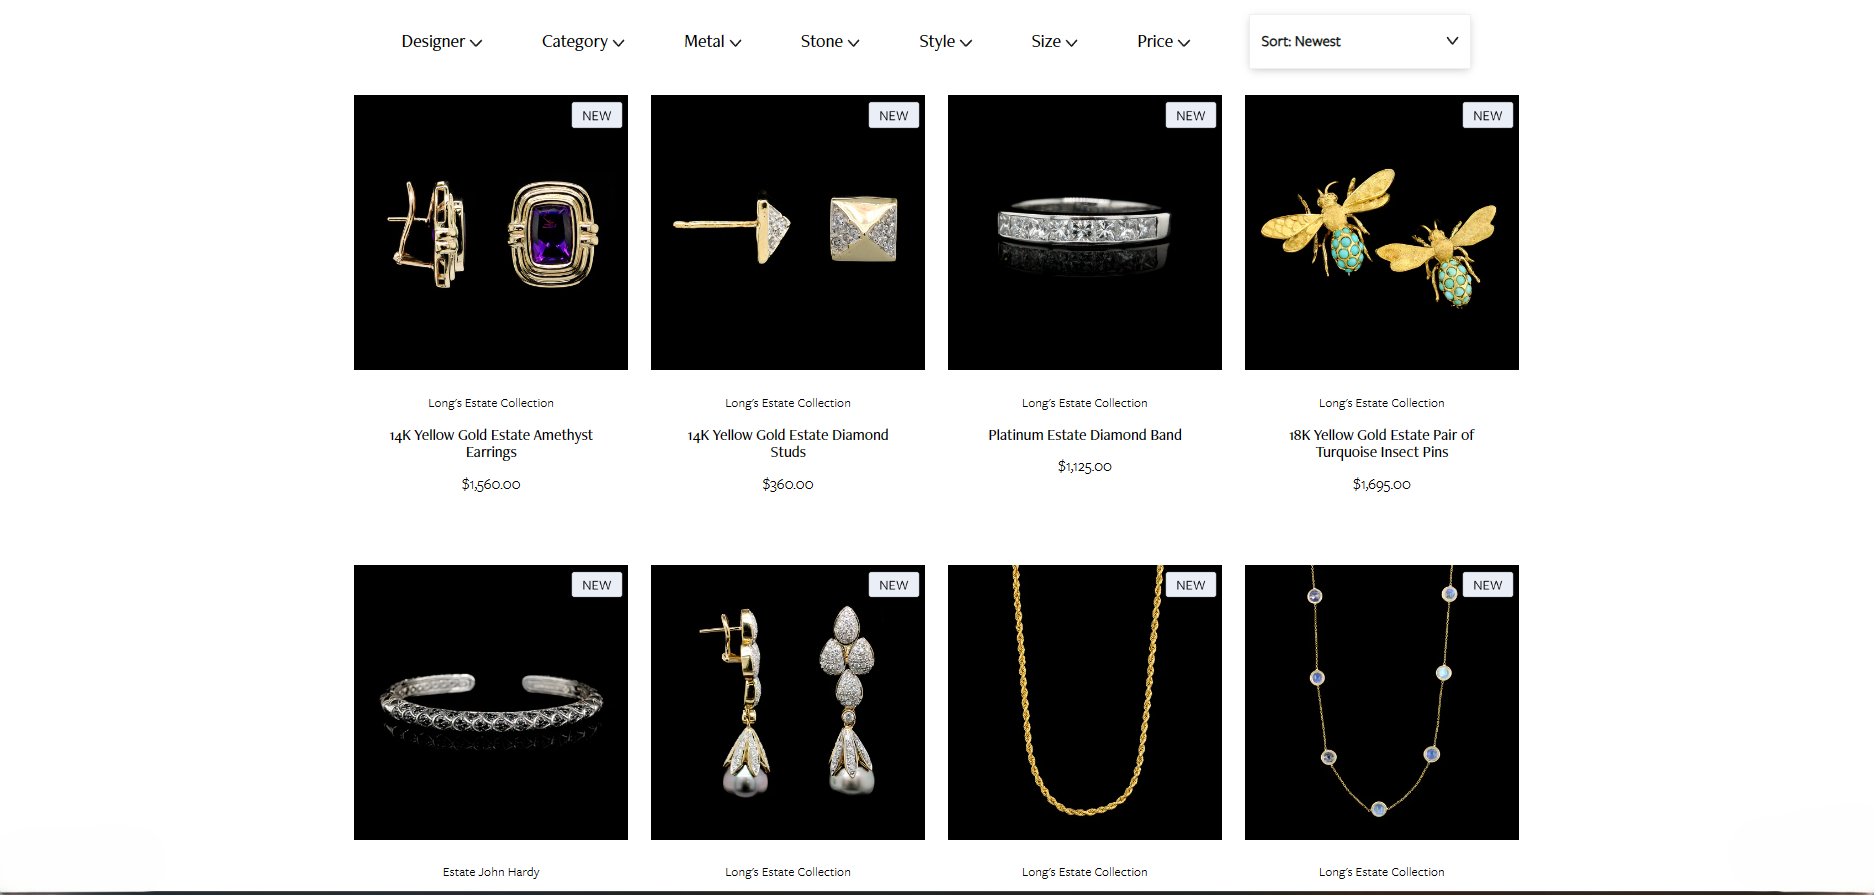 Designer Category Metal Stone Style Size Price Sort: Newest
NEW NEW NEW NEW
Long's Estate Collection
14K Yellow Gold Estate Amethyst
Earrings
$1,560.00
Long's Estate Collection
14K Yellow Gold Estate Diamond
Studs
$360.00
Long's Estate Collection
Platinum Estate Diamond Band
$1,125.00
Long's Estate Collection
18K Yellow Gold Estate Pair of
Turquoise Insect Pins
$1,695.00
NEW NEW NEW NEW
Estate John Hardy
Long's Estate Collection
Long's Estate Collection
Long's Estate Collection